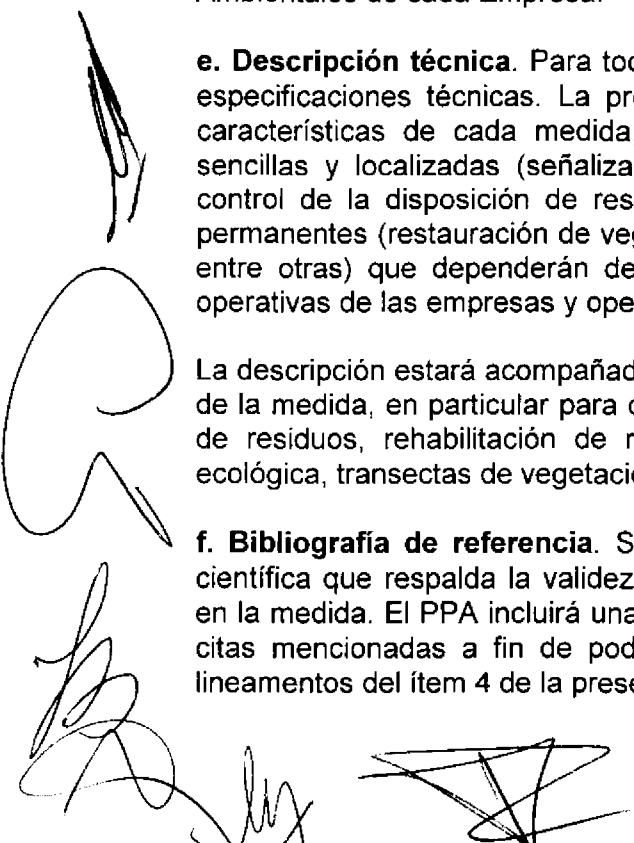 Ambientales de cada Empresa.
e. Descripción técnica. Para toc
especificaciones técnicas. La pr
características de cada medida
sencillas y localizadas (señaliza
control de la disposición de res
permanentes (restauración de veg
entre otras) que dependerán de
operativas de las empresas y ope
La descripción estará acompañad
de la medida, en particular para
de residuos, rehabilitación de
ecológica, transectas de vegetaci
f. Bibliografía de referencia. S
científica que respalda la validez
en la medida. El PPA incluirá una
citas mencionadas a fin de pod
lineamentos del ítem 4 de la prese